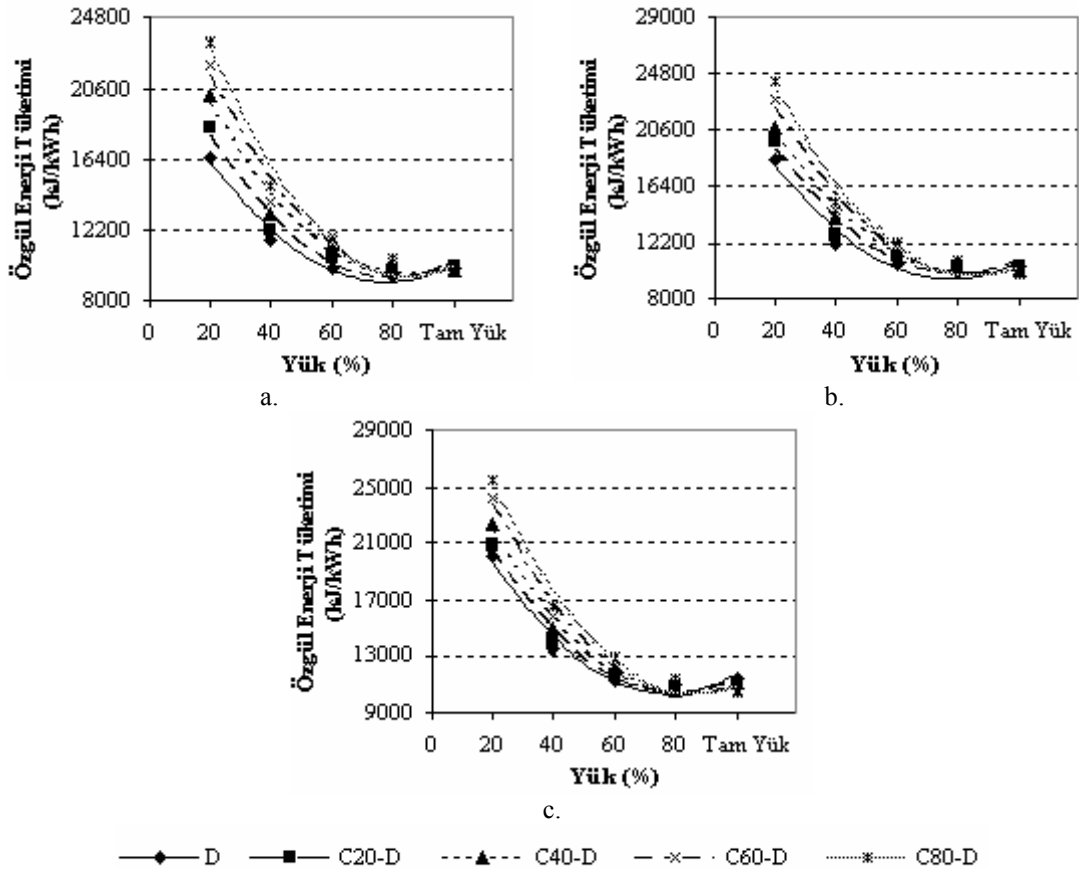 24800
20600
16400
12200
8000
Özgül Enerji Tüketimi
(kJ/kWh)
0 20 40 60 80 Tam Yük
Yük (%)
a.
29000
24800
20600
16400
12200
8000
Özgül Enerji Tüketimi
(kJ/kWh)
0 20 40 60 80 Tam Yük
Yük (%)
b.
29000
25000
21000
17000
13000
9000
Özgül Enerji Tüketimi
(kJ/kWh)
0 20 40 60 80 Tam Yük
Yük (%)
c.
D C20-D C40-D C60-D C80-D